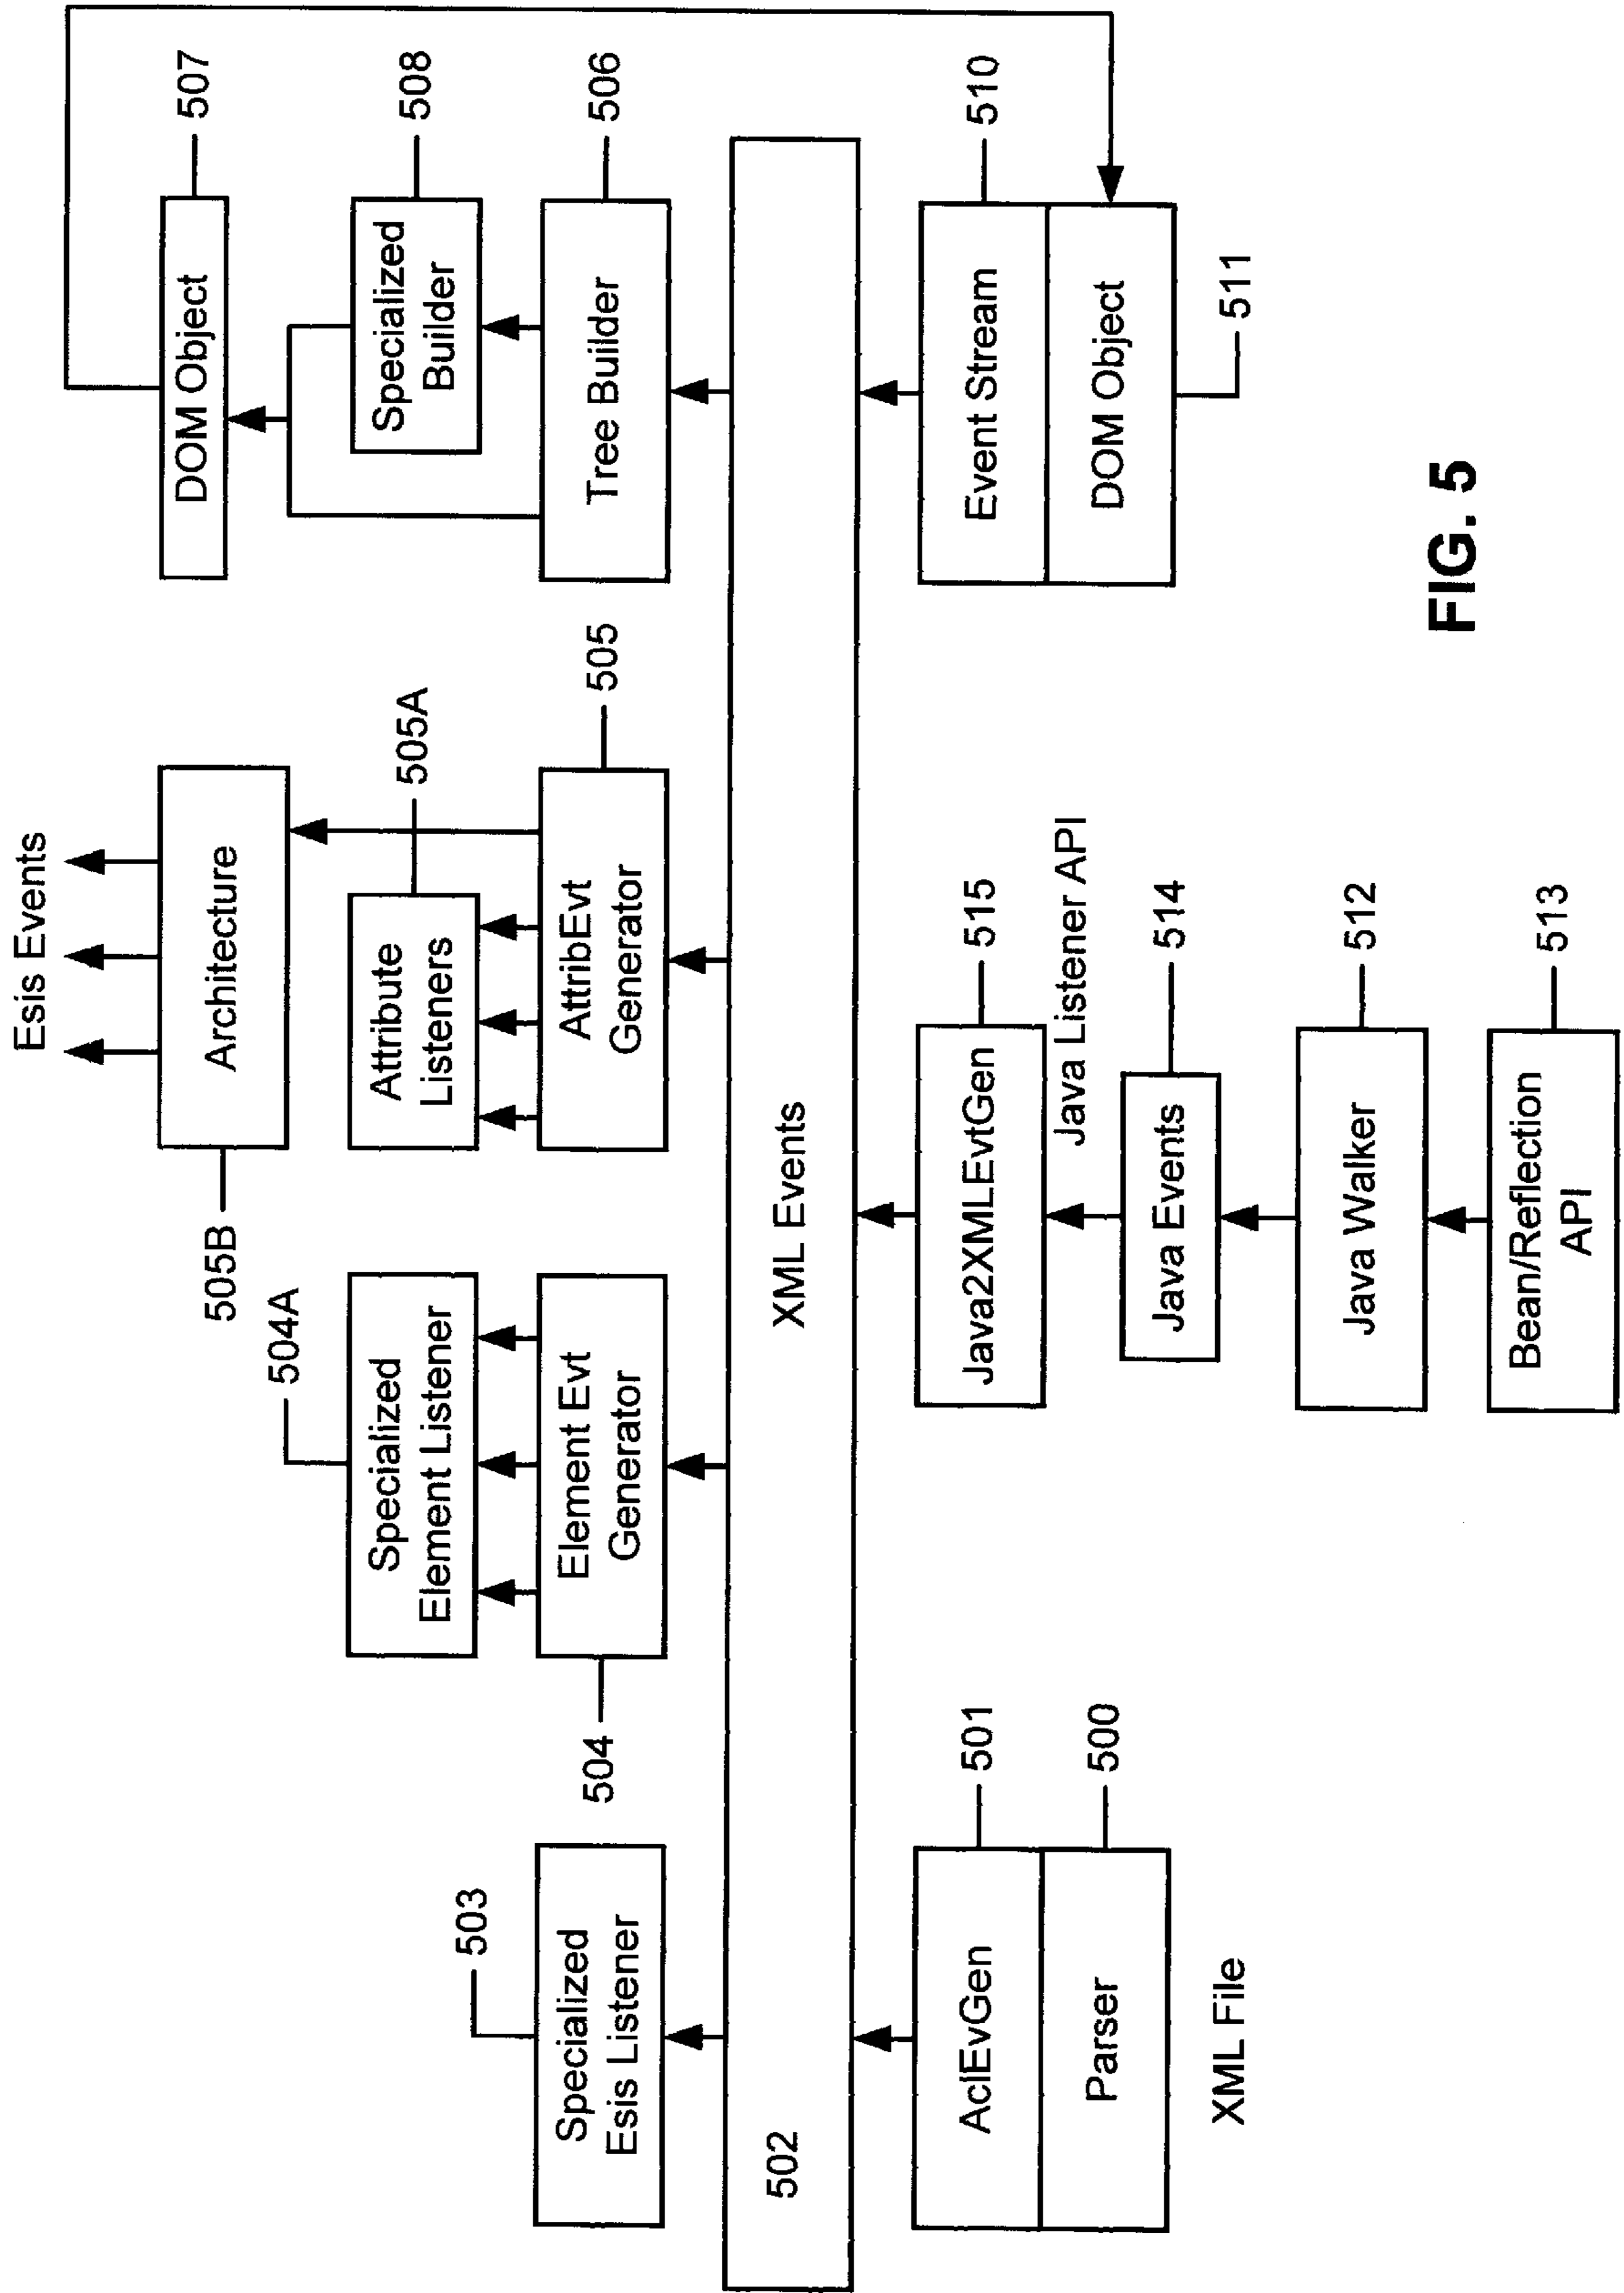 Esis Events
505B
Architecture
DOM Object
507
504A
505A
508
Specialized
Element Listener
Attribute
Listeners
Specialized
Builder
503
Specialized
Esis Listener
504
Element Evt
Generator
AttribEvt
Generator
505
Tree Builder
506
502
XML Events
AclEvGen
501
Java2XMLEvtGen
515
Event Stream
510
Parser
500
Java Listener API
DOM Object
511
Java Events
514
XML File
Java Walker
512
Bean/Reflection
API
513
FIG. 5